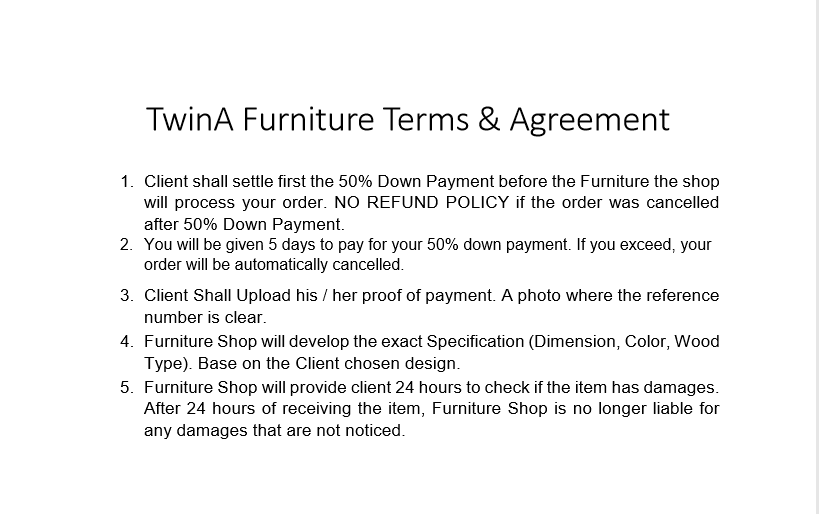 TwinA Furniture Terms & Agreement
1. Client shall settle first the 50% Down Payment before the Furniture the shop
will process your order. NO REFUND POLICY if the order was cancelled
after 50% Down Payment.
2. You will be given 5 days to pay for your 50% down payment. If you exceed, your
order will be automatically cancelled.
3. Client Shall Upload his / her proof of payment. A photo where the reference
number is clear.
4. Furniture Shop will develop the exact Specification (Dimension, Color, Wood
Type). Base on the Client chosen design.
5. Furniture Shop will provide client 24 hours to check if the item has damages.
After 24 hours of receiving the item, Furniture Shop is no longer liable for
any damages that are not noticed.